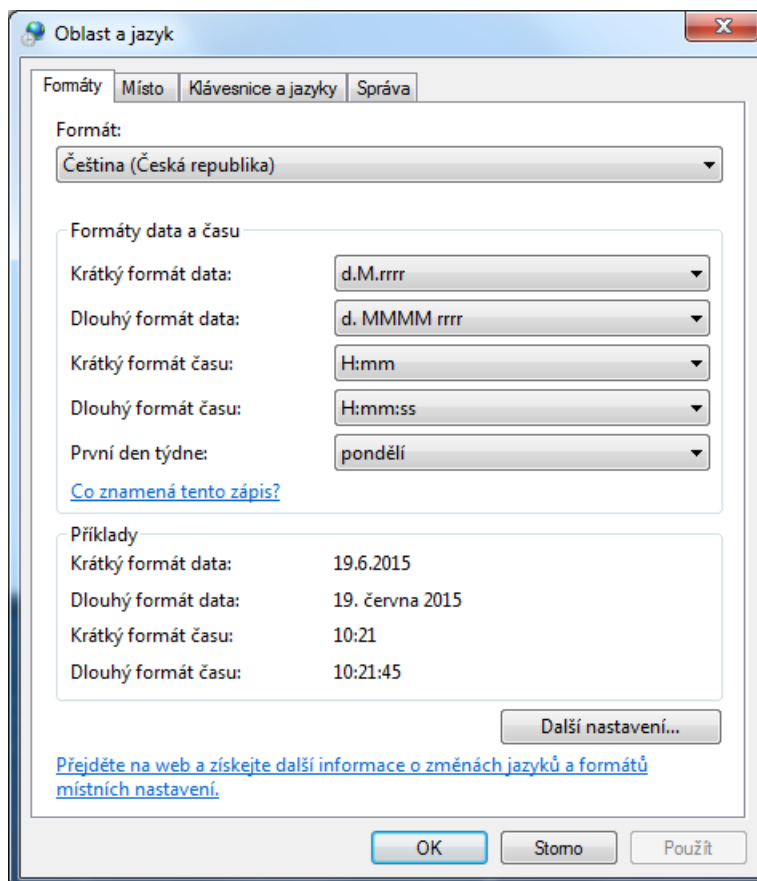 Oblast a jazyk
Formáty Místo Klávesnice a jazyky Správa
Formát:
Čeština (Česká republika)
Formáty data a času
Krátký formát data: d.M.rrrr
Dlouhý formát data: d. MMMM rrrr
Krátký formát času: H:mm
Dlouhý formát času: H:mm:ss
První den týdne: pondělí
Co znamená tento zápis?
Příklady
Krátký formát data: 19.6.2015
Dlouhý formát data: 19. června 2015
Krátký formát času: 10:21
Dlouhý formát času: 10:21:45
Další nastavení...
Přejděte na web a získejte další informace o změnách jazyků a formátů
místních nastavení.
OK Storno Použít